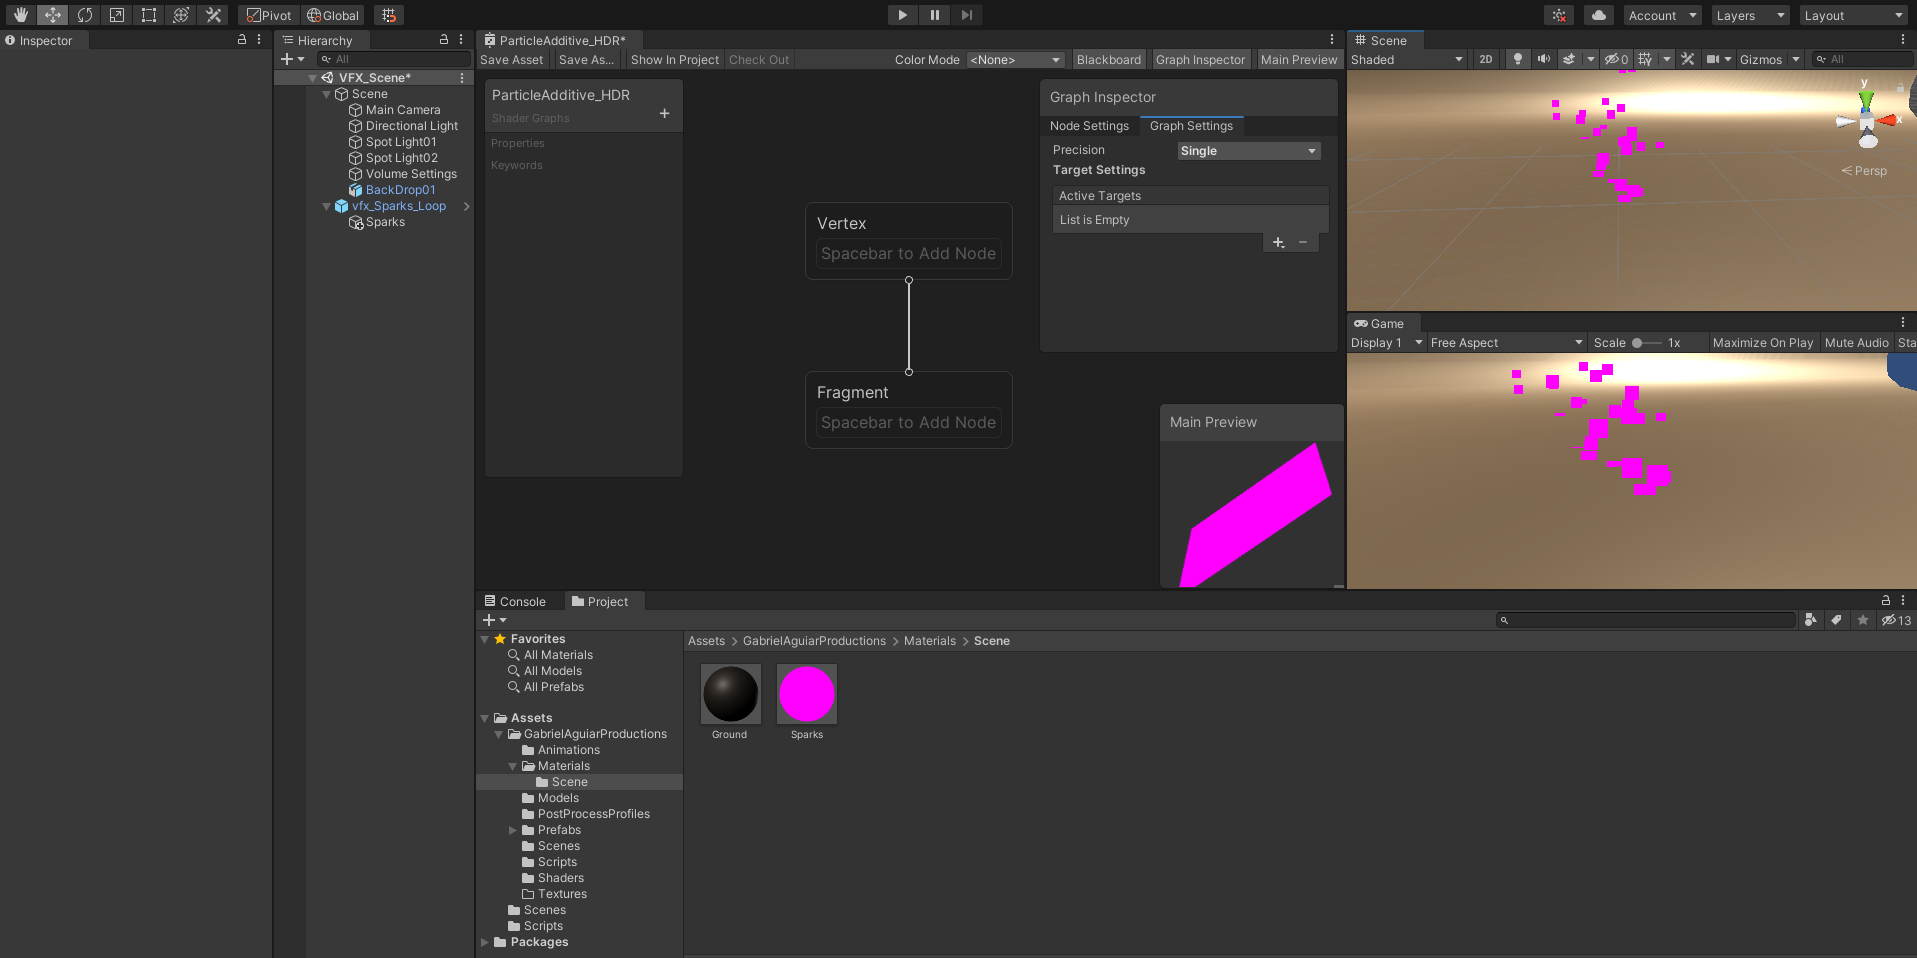 Pivot Global Account Layers Layout
Inspector
Hierarchy
All
VFX_Scene*
Scene
Main Camera
Directional Light
Spot Light01
Spot Light02
Volume Settings
BackDrop01
vfx_Sparks_Loop
Sparks
ParticleAdditive_HDR*
Save Asset Save As... Show In Project Check Out Color Mode <None> Blackboard Graph Inspector Main Preview
ParticleAdditive_HDR
Shader Graphs
Properties
Keywords
Vertex
Spacebar to Add Node
Fragment
Spacebar to Add Node
Graph Inspector
Node Settings Graph Settings
Precision Single
Target Settings
Active Targets
List is Empty
Main Preview
Scene
Shaded 2D 0 Gizmos All
y
x
Persp
Game
Display 1 Free Aspect Scale 1x Maximize On Play Mute Audio Sta
Console Project
13
Favorites
All Materials
All Models
All Prefabs
Assets
GabrielAguiarProductions
Animations
Materials
Scene
Models
PostProcessProfiles
Prefabs
Scenes
Scripts
Shaders
Textures
Scenes
Scripts
Packages
Assets > GabrielAguiarProductions > Materials > Scene
Ground Sparks